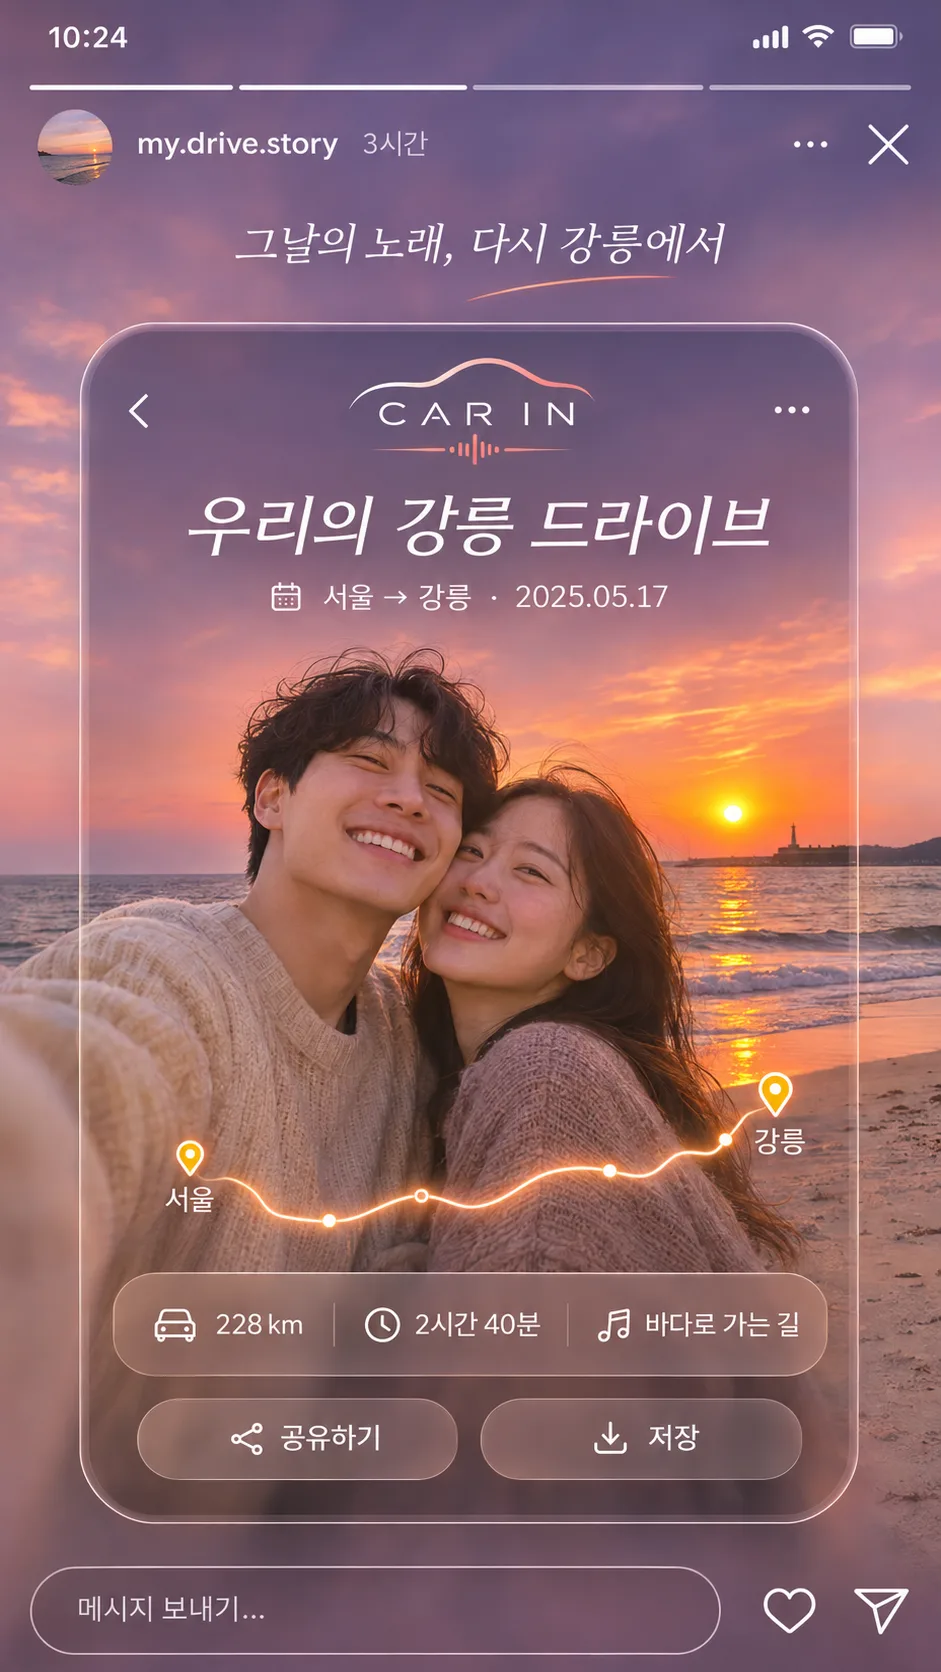 10:24
my.drive.story 3시간
그날의 노래, 다시 강릉에서
CAR IN
우리의 강릉 드라이브
서울 → 강릉 · 2025.05.17
강릉
서울
228 km 2시간 40분 바다로 가는 길
공유하기 저장
메시지 보내기...